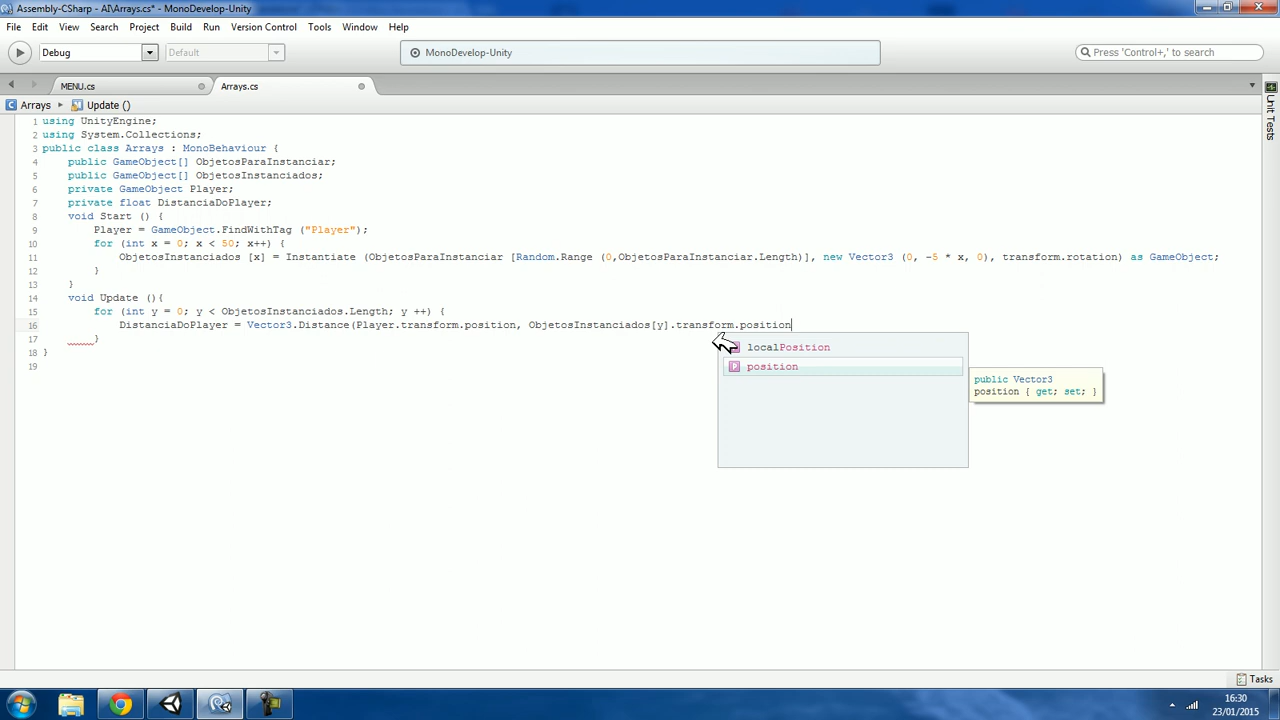 Assembly-CSharp - AI\Arrays.cs* - MonoDevelop-Unity
File Edit View Search Project Build Run Version Control Tools Window Help
Debug Default MonoDevelop-Unity Press 'Control+,' to search
MENU.cs Arrays.cs
Arrays Update ()
Unit Tests
1 using UnityEngine;
2 using System.Collections;
3 public class Arrays : MonoBehaviour {
4 public GameObject[] ObjetosParaInstanciar;
5 public GameObject[] ObjetosInstanciados;
6 private GameObject Player;
7 private float DistanciaDoPlayer;
8 void Start () {
9 Player = GameObject.FindWithTag ("Player");
10 for (int x = 0; x < 50; x++) {
11 ObjetosInstanciados [x] = Instantiate (ObjetosParaInstanciar [Random.Range (0,ObjetosParaInstanciar.Length)], new Vector3 (0, -5 * x, 0), transform.rotation) as GameObject;
12 }
13 }
14 void Update (){
15 for (int y = 0; y < ObjetosInstanciados.Length; y ++) {
16 DistanciaDoPlayer = Vector3.Distance(Player.transform.position, ObjetosInstanciados[y].transform.position
17 }
18 }
19
localPosition
position
public Vector3
position { get; set; }
Tasks
16:30
23/01/2015